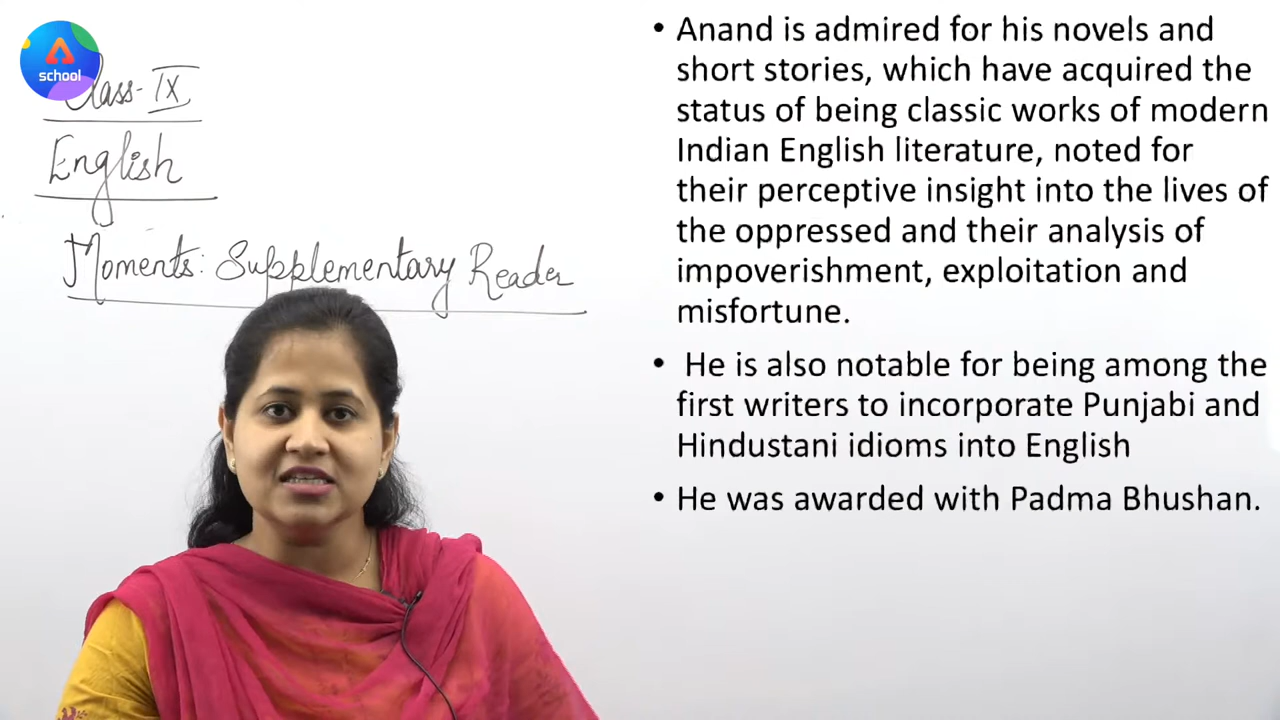 school
Class-IX
English
Moments: Supplementary Reader
• Anand is admired for his novels and
short stories, which have acquired the
status of being classic works of modern
Indian English literature, noted for
their perceptive insight into the lives of
the oppressed and their analysis of
impoverishment, exploitation and
misfortune.
• He is also notable for being among the
first writers to incorporate Punjabi and
Hindustani idioms into English
• He was awarded with Padma Bhushan.